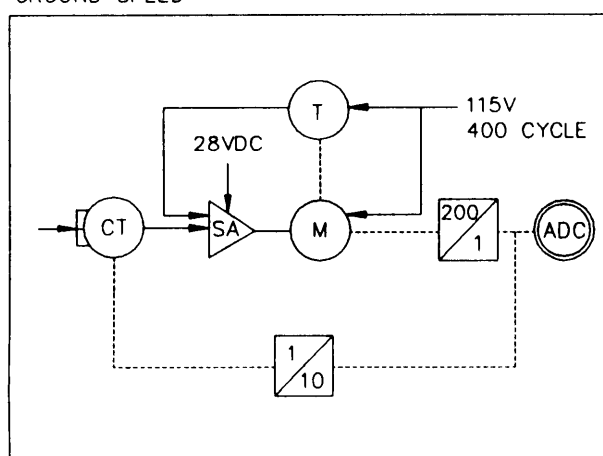 GROUND SPEED
T
115V
400 CYCLE
28VDC
CT
SA
M
200
1
ADC
1
10